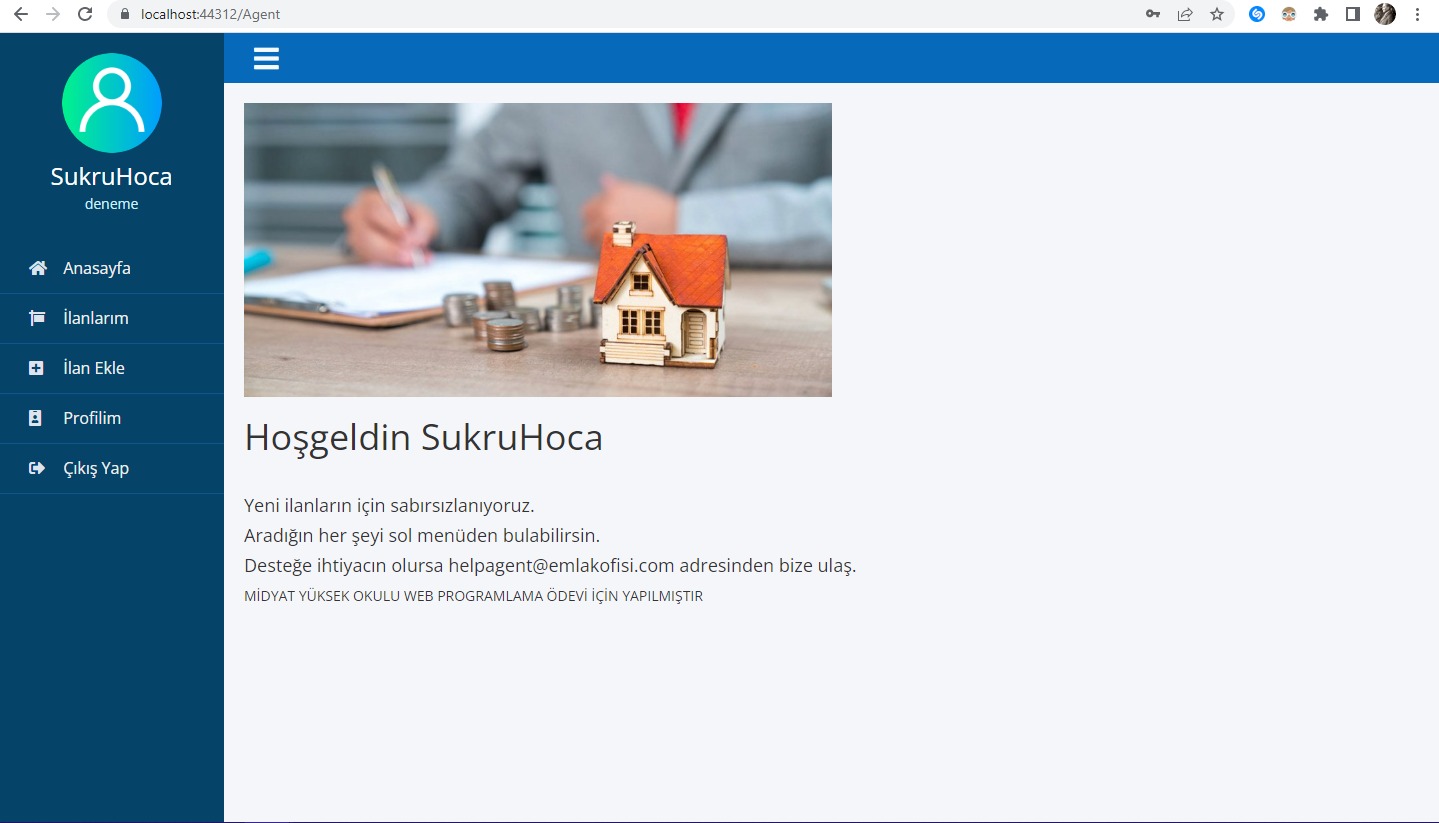 localhost:44312/Agent
SukruHoca
deneme
Anasayfa
İlanlarım
İlan Ekle
Profilim
Çıkış Yap
Hoşgeldin SukruHoca
Yeni ilanların için sabırsızlanıyoruz.
Aradığın her şeyi sol menüden bulabilirsin.
Desteğe ihtiyacın olursa helpagent@emlakofisi.com adresinden bize ulaş.
MİDYAT YÜKSEK OKULU WEB PROGRAMLAMA ÖDEVİ İÇİN YAPILMIŞTIR